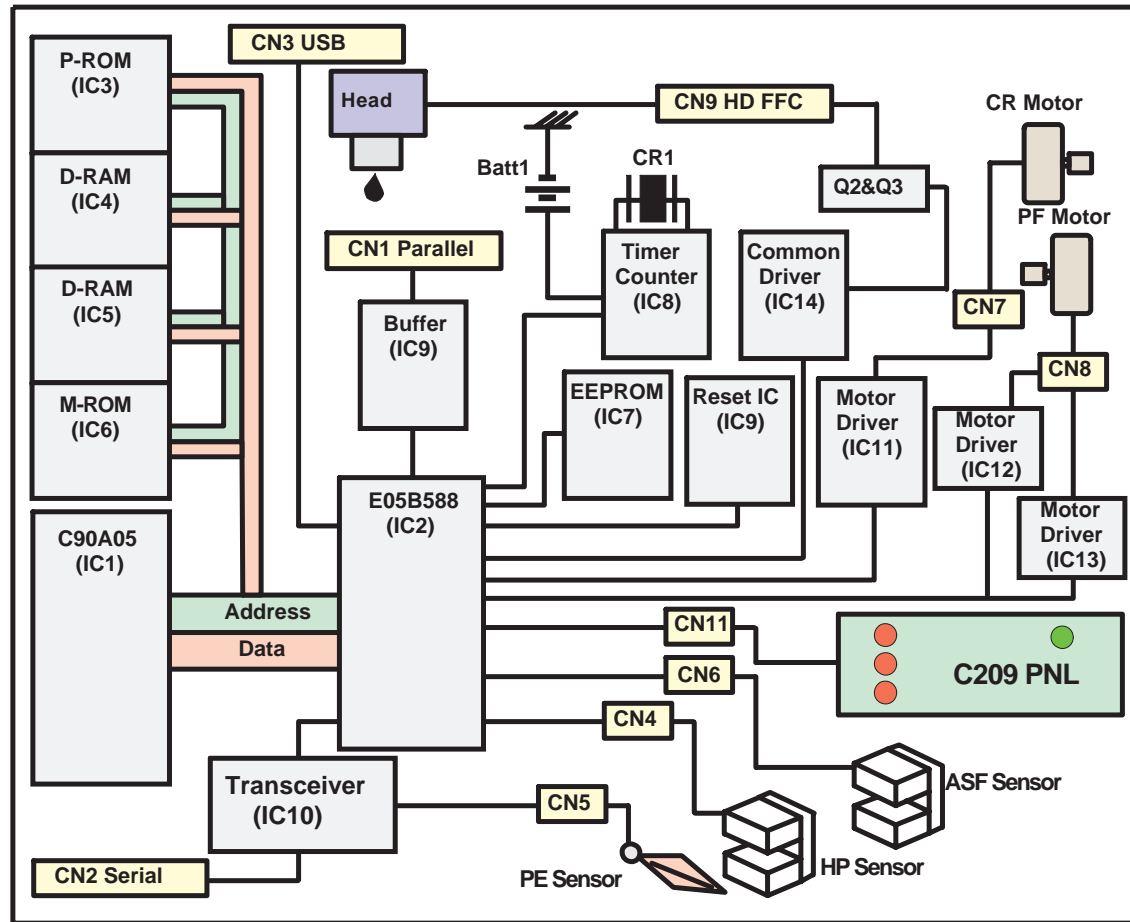 CN3 USB
P-ROM
(IC3)
Head
CN9 HD FFC
CR Motor
CR1
Batt1
Q2&Q3
D-RAM
(IC4)
PF Motor
CN1 Parallel
Timer
Counter
(IC8)
Common
Driver
(IC14)
D-RAM
(IC5)
CN7
Buffer
(IC9)
CN8
EEPROM
(IC7)
Reset IC
(IC9)
Motor
Driver
(IC11)
M-ROM
(IC6)
Motor
Driver
(IC12)
E05B588
(IC2)
Motor
Driver
(IC13)
C90A05
(IC1)
Address
Data
CN11
C209 PNL
CN6
CN4
Transceiver
(IC10)
CN5
ASF Sensor
HP Sensor
PE Sensor
CN2 Serial